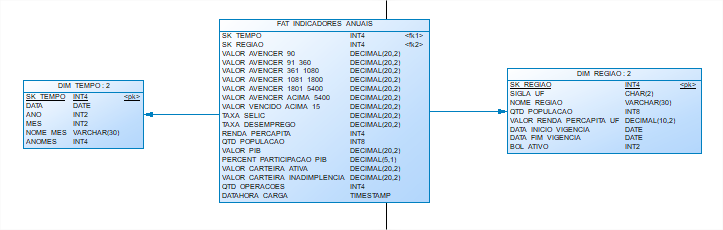 FAT INDICADORES ANUAIS
SK TEMPO INT4 <fk1>
SK REGIAO INT4 <fk2>
VALOR AVENCER 90 DECIMAL(20,2)
VALOR AVENCER 91 360 DECIMAL(20,2)
VALOR AVENCER 361 1080 DECIMAL(20,2)
VALOR AVENCER 1081 1800 DECIMAL(20,2)
VALOR AVENCER 1801 5400 DECIMAL(20,2)
VALOR AVENCER ACIMA 5400 DECIMAL(20,2)
VALOR VENCIDO ACIMA 15 DECIMAL(20,2)
TAXA SELIC DECIMAL(20,2)
TAXA DESEMPREGO DECIMAL(20,2)
RENDA PERCAPITA INT4
QTD POPULACAO INT8
VALOR PIB DECIMAL(20,2)
PERCENT PARTICIPACAO PIB DECIMAL(5,1)
VALOR CARTEIRA ATIVA DECIMAL(20,2)
VALOR CARTEIRA INADIMPLENCIA DECIMAL(20,2)
QTD OPERACOES INT4
DATAHORA CARGA TIMESTAMP
DIM TEMPO : 2
SK TEMPO INT4 <pk>
DATA DATE
ANO INT2
MES INT2
NOME MES VARCHAR(30)
ANOMES INT4
DIM REGIAO : 2
SK REGIAO INT4 <pk>
SIGLA UF CHAR(2)
NOME REGIAO VARCHAR(30)
QTD POPULACAO INT8
VALOR RENDA PERCAPITA UF DECIMAL(10,2)
DATA INICIO VIGENCIA DATE
DATA FIM VIGENCIA DATE
BOL ATIVO INT2